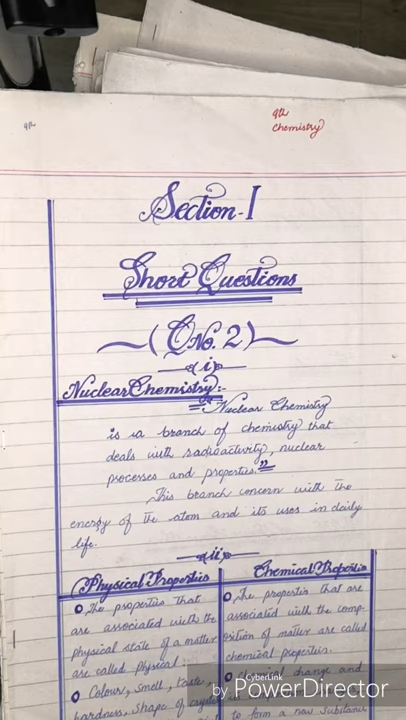 9th
9th
Chemistry
Section-I
Short Questions
(Q No. 2)
(i)
Nuclear Chemistry:-
"Nuclear Chemistry
is a branch of chemistry that
deals with radioactivity, nuclear
processes and properties."
This branch concern with the
energy of the atom and its uses in daily
life.
(ii)
Physical Properties
The properties that
are associated with the
physical state of a matter
are called physical
Colour, Smell, taste
hardness, Shape of crystal
Chemical Properties
The properties that are
associated with the comp-
osition of matter are called
chemical properties.
change and
to form a new substance
CyberLink
by PowerDirector